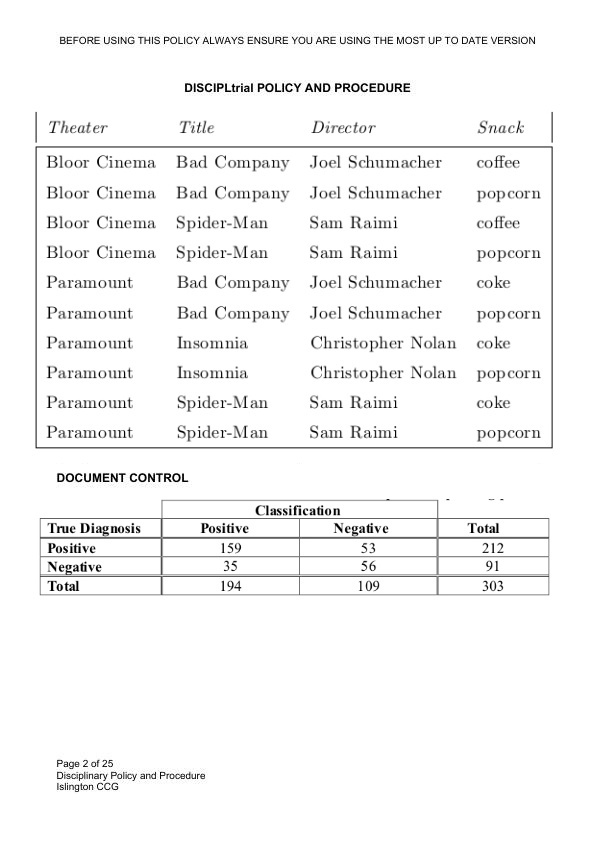 BEFORE USING THIS POLICY ALWAYS ENSURE YOU ARE USING THE MOST UP TO DATE VERSION
DISCIPLtrial POLICY AND PROCEDURE
Theater Title Director Snack
Bloor Cinema Bad Company Joel Schumacher coffee
Bloor Cinema Bad Company Joel Schumacher popcorn
Bloor Cinema Spider-Man Sam Raimi coffee
Bloor Cinema Spider-Man Sam Raimi popcorn
Paramount Bad Company Joel Schumacher coke
Paramount Bad Company Joel Schumacher popcorn
Paramount Insomnia Christopher Nolan coke
Paramount Insomnia Christopher Nolan popcorn
Paramount Spider-Man Sam Raimi coke
Paramount Spider-Man Sam Raimi popcorn
DOCUMENT CONTROL
Classification
True Diagnosis Positive Negative Total
Positive 159 53 212
Negative 35 56 91
Total 194 109 303
Page 2 of 25
Disciplinary Policy and Procedure
Islington CCG